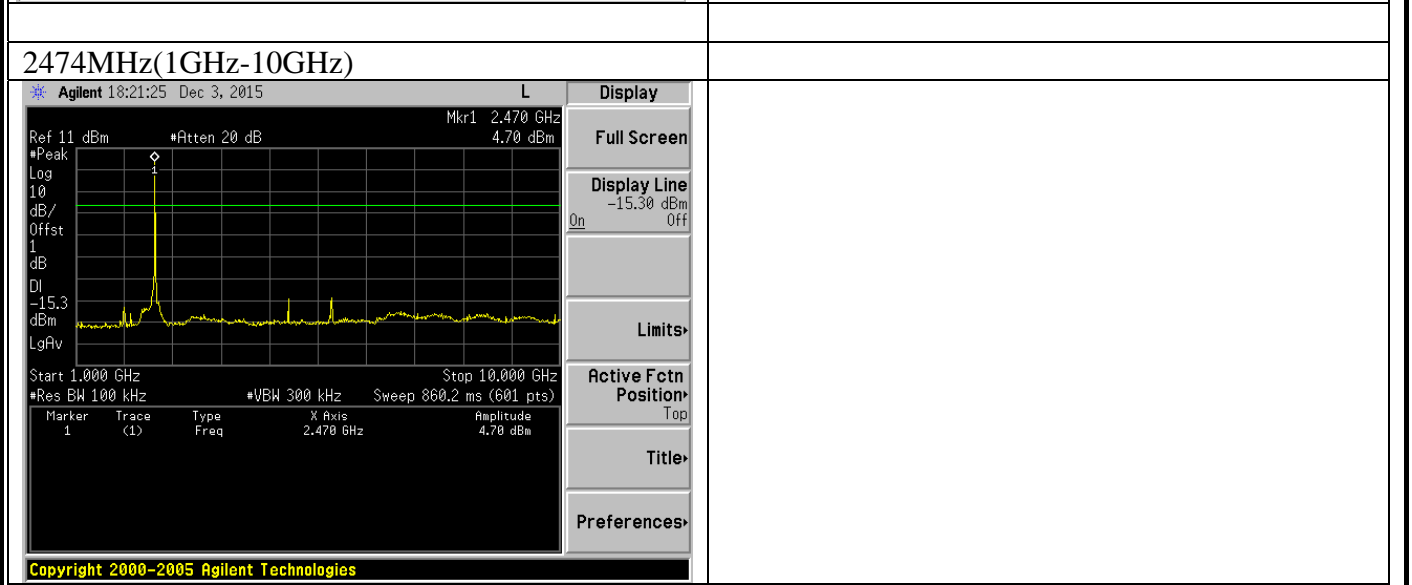 2474MHz(1GHz-10GHz)
Agilent 18:21:25 Dec 3, 2015 L
Mkr1 2.470 GHz
Ref 11 dBm #Atten 20 dB 4.70 dBm
#Peak
Log
10
dB/
Offst
1
dB
DI
-15.3
dBm
LgAv
1
Start 1.000 GHz Stop 10.000 GHz
#Res BW 100 kHz #VBW 300 kHz Sweep 860.2 ms (601 pts)
Marker Trace Type X Axis Amplitude
1 (1) Freq 2.470 GHz 4.70 dBm
Display
Full Screen
Display Line
-15.30 dBm
On Off
Limits
Active Fctn
Position
Top
Title
Preferences
Copyright 2000-2005 Agilent Technologies